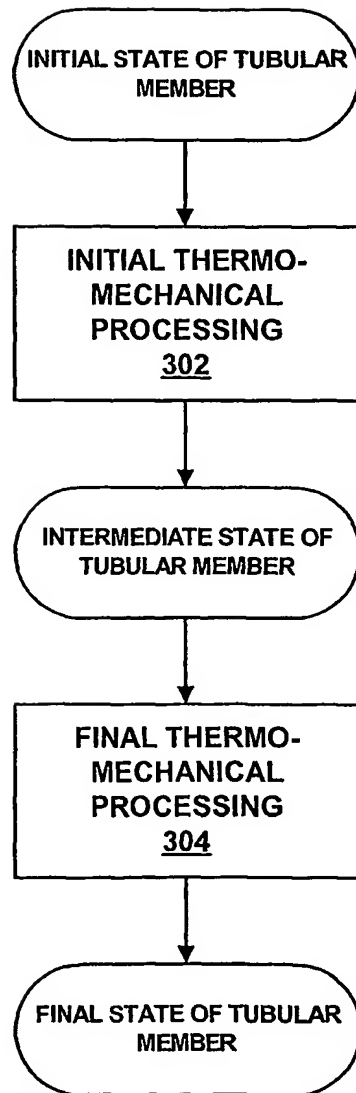 INITIAL STATE OF TUBULAR
MEMBER
INITIAL THERMO-
MECHANICAL
PROCESSING
302
INTERMEDIATE STATE OF
TUBULAR MEMBER
FINAL THERMO-
MECHANICAL
PROCESSING
304
FINAL STATE OF TUBULAR
MEMBER